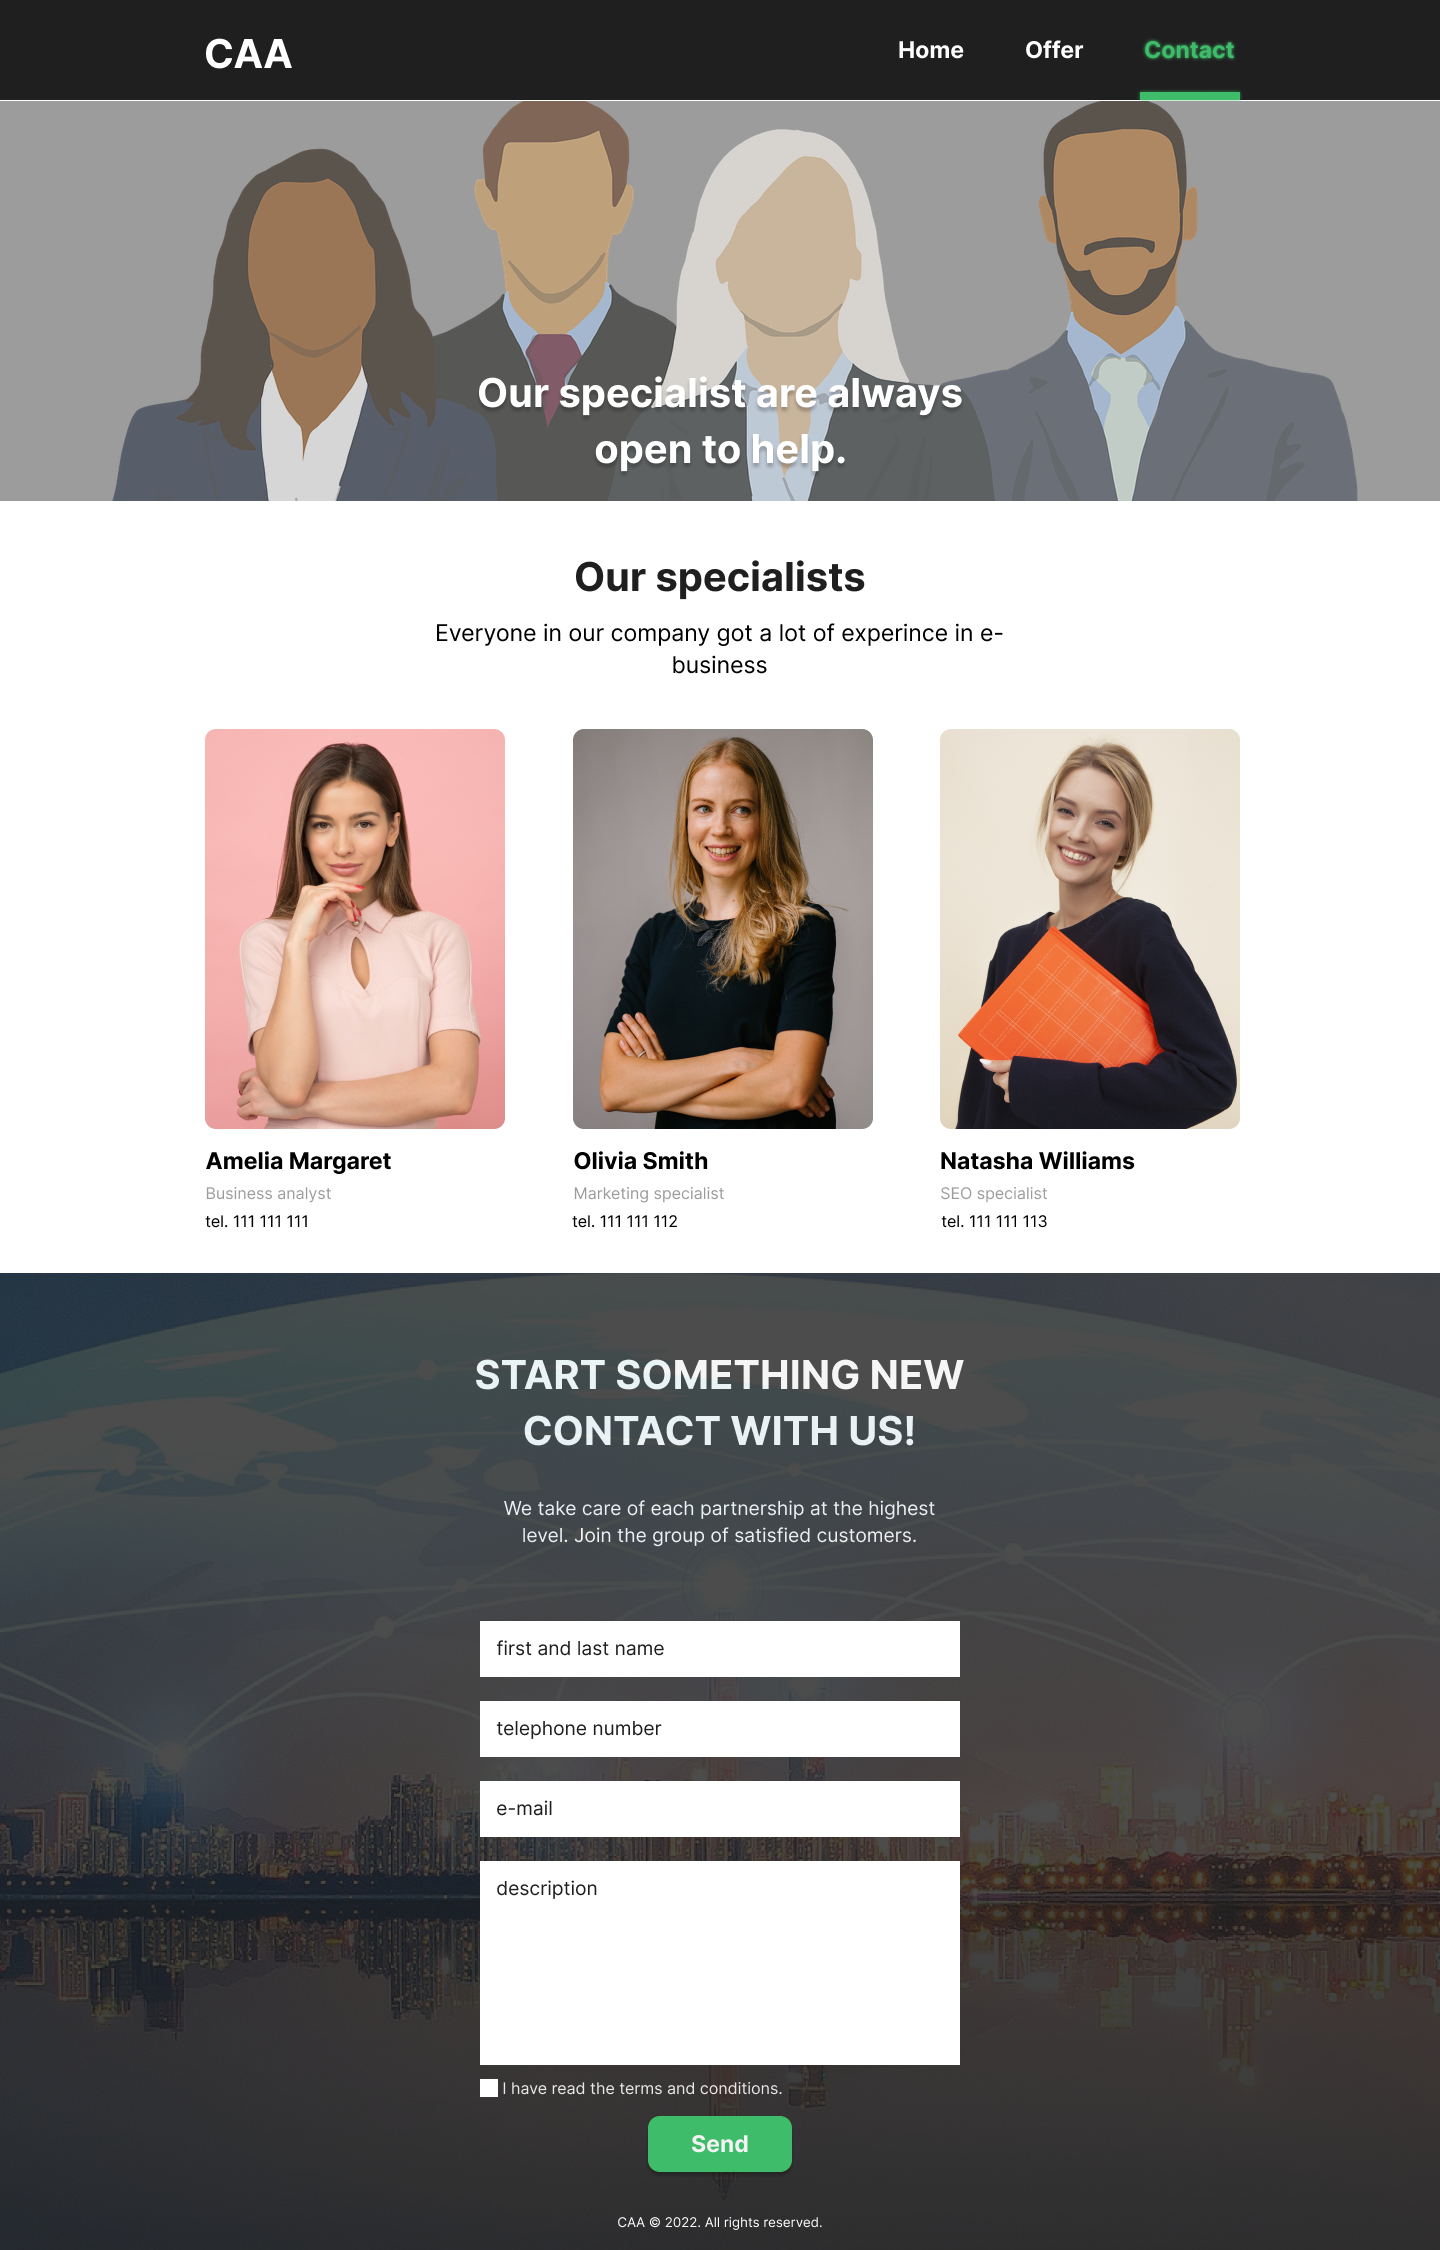 CAA
Home Offer Contact
Our specialist are always
open to help.
Our specialists
Everyone in our company got a lot of experince in e-
business
Amelia Margaret
Business analyst
tel. 111 111 111
Olivia Smith
Marketing specialist
tel. 111 111 112
Natasha Williams
SEO specialist
tel. 111 111 113
START SOMETHING NEW
CONTACT WITH US!
We take care of each partnership at the highest
level. Join the group of satisfied customers.
first and last name
telephone number
e-mail
description
I have read the terms and conditions.
Send
CAA © 2022. All rights reserved.